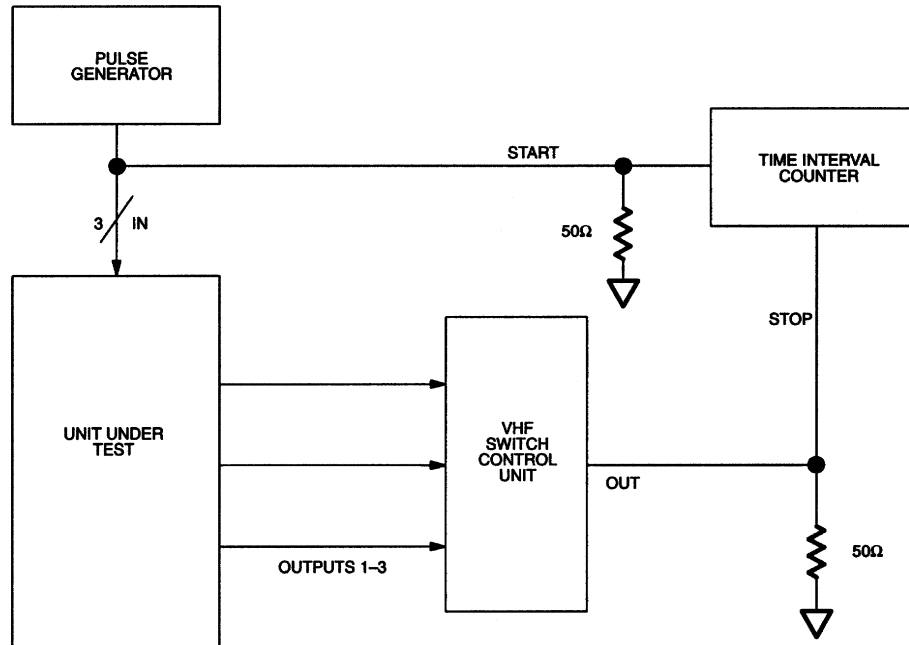 PULSE
GENERATOR
START
TIME INTERVAL
COUNTER
3
IN
50Ω
STOP
UNIT UNDER
TEST
VHF
SWITCH
CONTROL
UNIT
OUT
OUTPUTS 1–3
50Ω